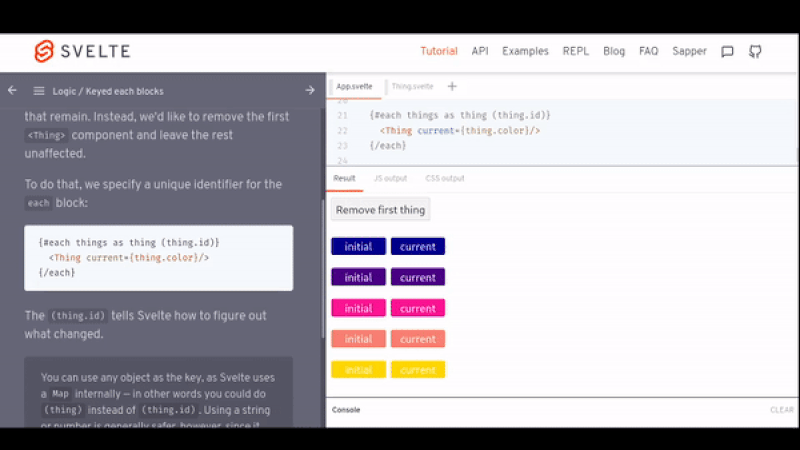 SVELTE
Tutorial API Examples REPL Blog FAQ Sapper
Logic / Keyed each blocks
that remain. Instead, we'd like to remove the first
<Thing> component and leave the rest
unaffected.
To do that, we specify a unique identifier for the
each block:
{#each things as thing (thing.id)}
<Thing current={thing.color}/>
{/each}
The (thing.id) tells Svelte how to figure out
what changed.
You can use any object as the key, as Svelte uses
a Map internally — in other words you could do
(thing) instead of (thing.id). Using a string
or number is generally safer, however, since it
App.svelte Thing.svelte +
20
21 {#each things as thing (thing.id)}
22 <Thing current={thing.color}/>
23 {/each}
24
Result JS output CSS output
Remove first thing
initial current
initial current
initial current
initial current
initial current
Console CLEAR